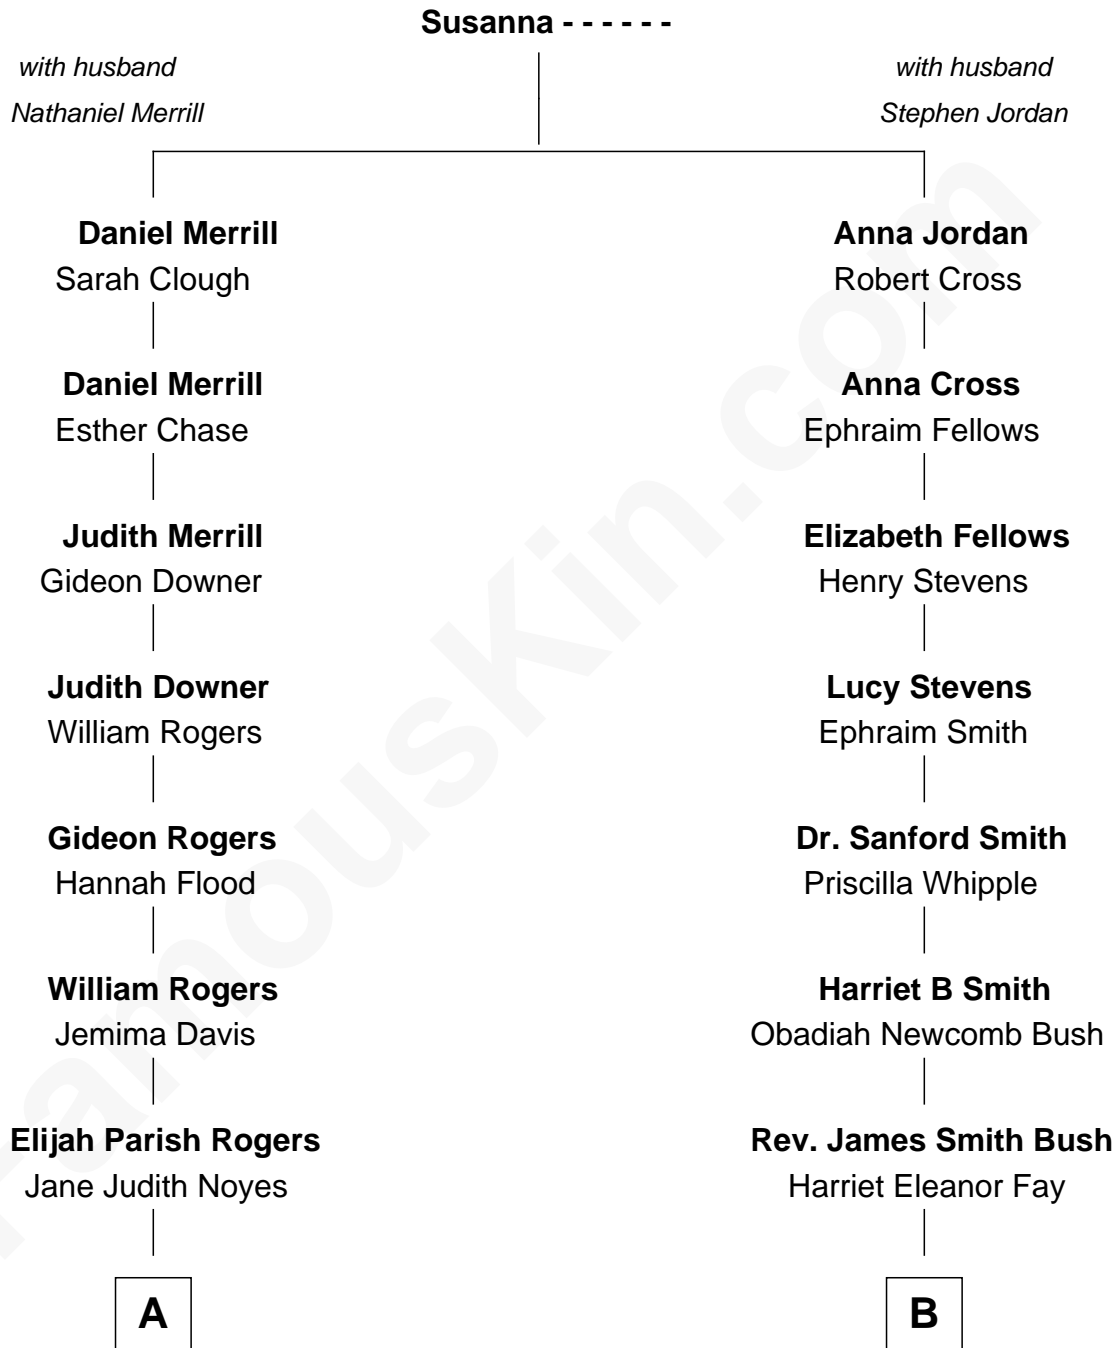 Susanna - - - - - -
with husband
Nathaniel Merrill
with husband
Stephen Jordan
Daniel Merrill
Sarah Clough
Anna Jordan
Robert Cross
Daniel Merrill
Esther Chase
Anna Cross
Ephraim Fellows
Judith Merrill
Gideon Downer
Elizabeth Fellows
Henry Stevens
Judith Downer
William Rogers
Lucy Stevens
Ephraim Smith
Gideon Rogers
Hannah Flood
Dr. Sanford Smith
Priscilla Whipple
William Rogers
Jemima Davis
Harriet B Smith
Obadiah Newcomb Bush
Elijah Parish Rogers
Jane Judith Noyes
Rev. James Smith Bush
Harriet Eleanor Fay
A
B
FamousKin.com